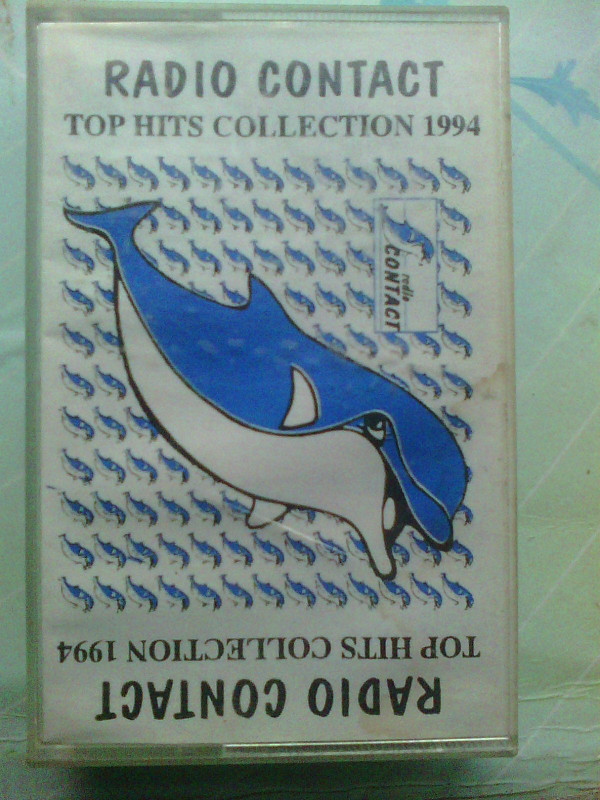 RADIO CONTACT
TOP HITS COLLECTION 1994
radio
CONTACT
TOP HITS COLLECTION 1994
RADIO CONTACT